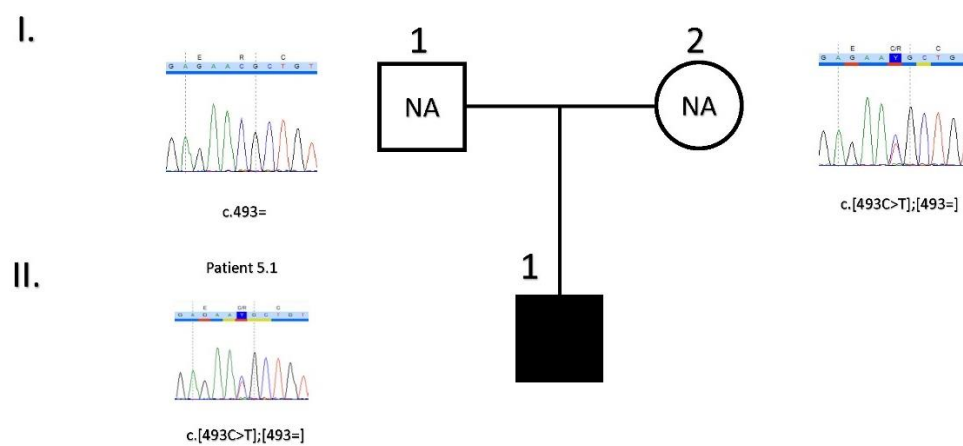 I.
E R C
G A G A A C G C T G T
c.493=
1
NA
2
NA
E C/R C
G A G A A Y G C T G
c.[493C>T];[493=]
Patient 5.1
II.
E C/R C
G A G A A Y G C T G T
c.[493C>T];[493=]
1